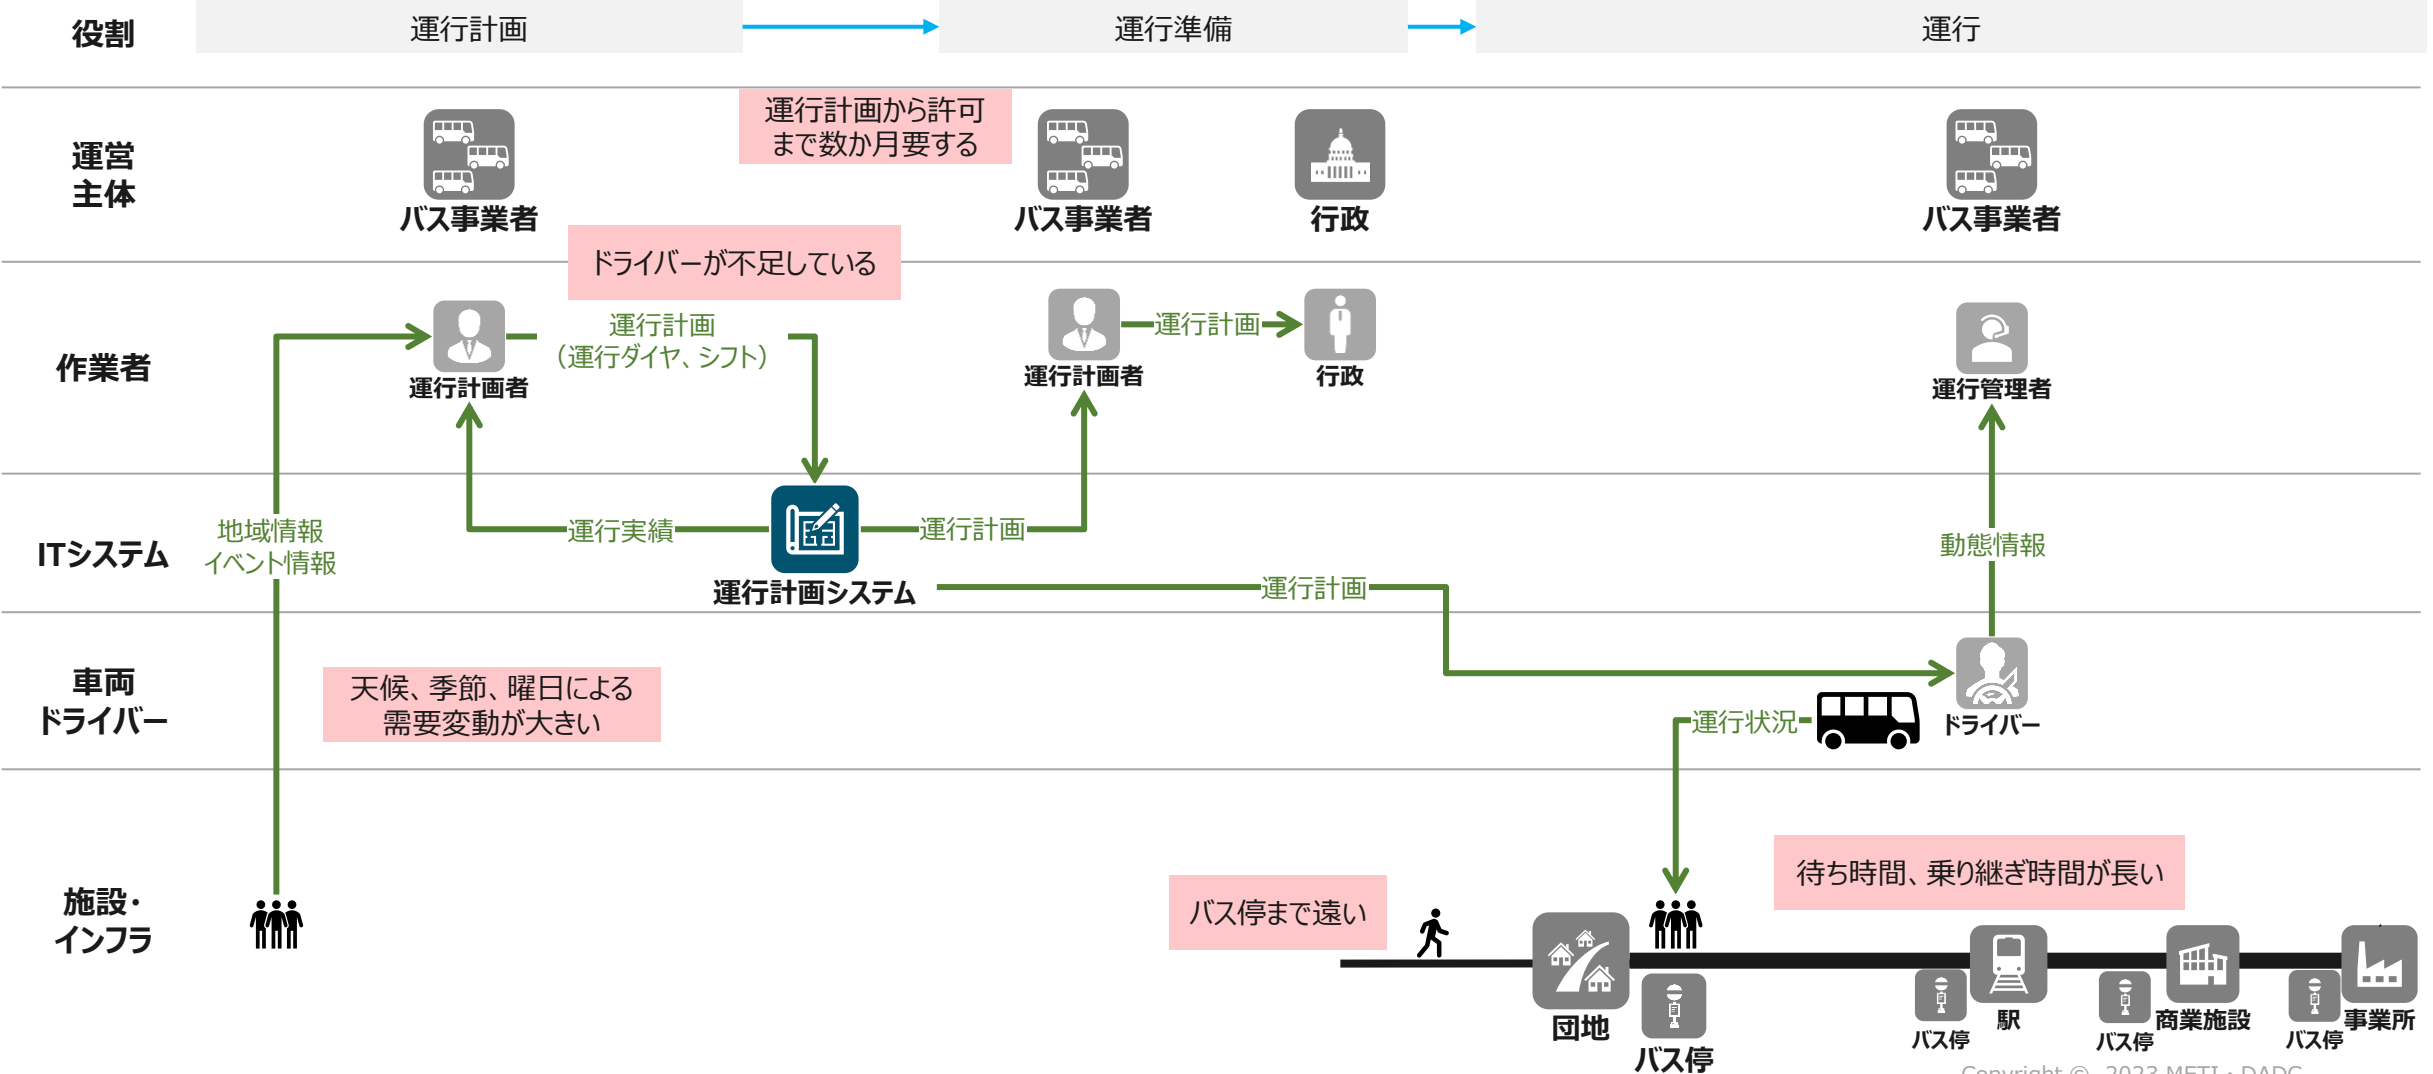 役割
運行計画
運行準備
運行
運営
主体
運行計画から許可
まで数か月要する
バス事業者
バス事業者
行政
バス事業者
ドライバーが不足している
作業者
運行計画者
運行計画
（運行ダイヤ、シフト）
運行計画者
運行計画
行政
運行管理者
ITシステム
地域情報
イベント情報
運行実績
運行計画
運行計画システム
運行計画
動態情報
車両
ドライバー
天候、季節、曜日による
需要変動が大きい
運行状況
ドライバー
施設・
インフラ
バス停まで遠い
待ち時間、乗り継ぎ時間が長い
団地
バス停
バス停
駅
バス停
商業施設
バス停
事業所
Copyright © 2023 METI・DADC